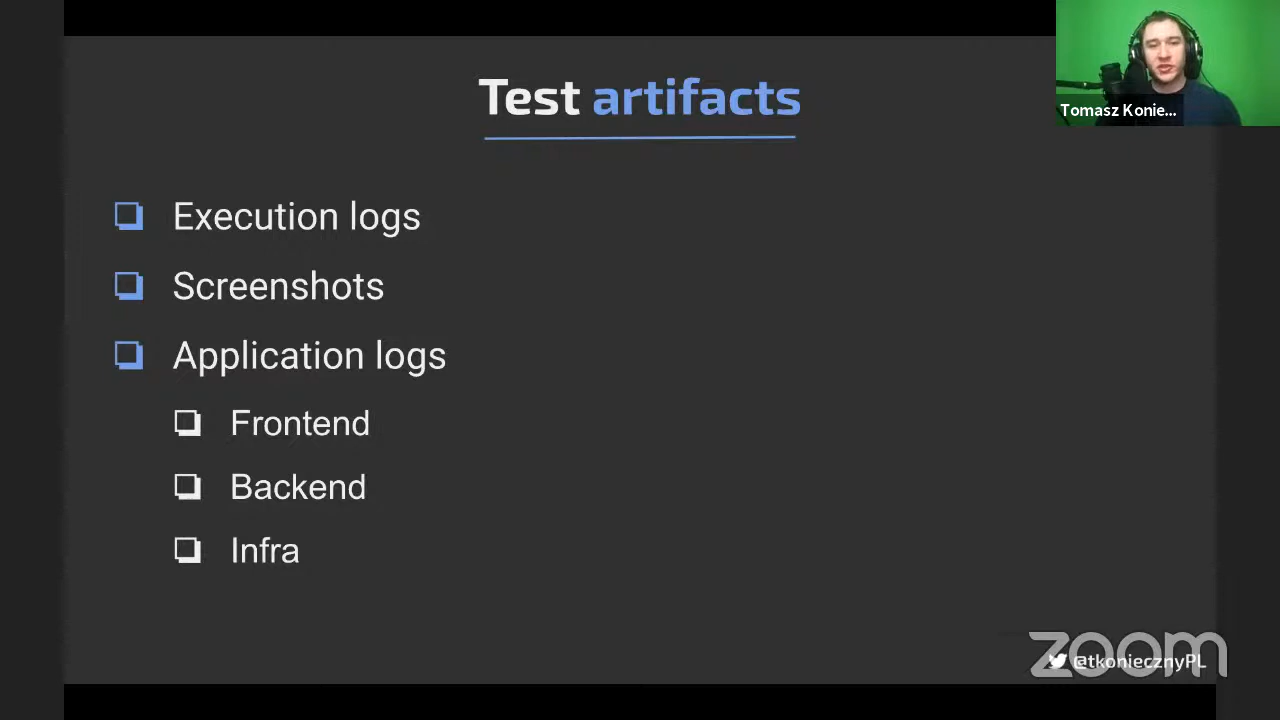 Test artifacts
Tomasz Konie...
Execution logs
Screenshots
Application logs
Frontend
Backend
Infra
zoom
@tkoniecznyPL